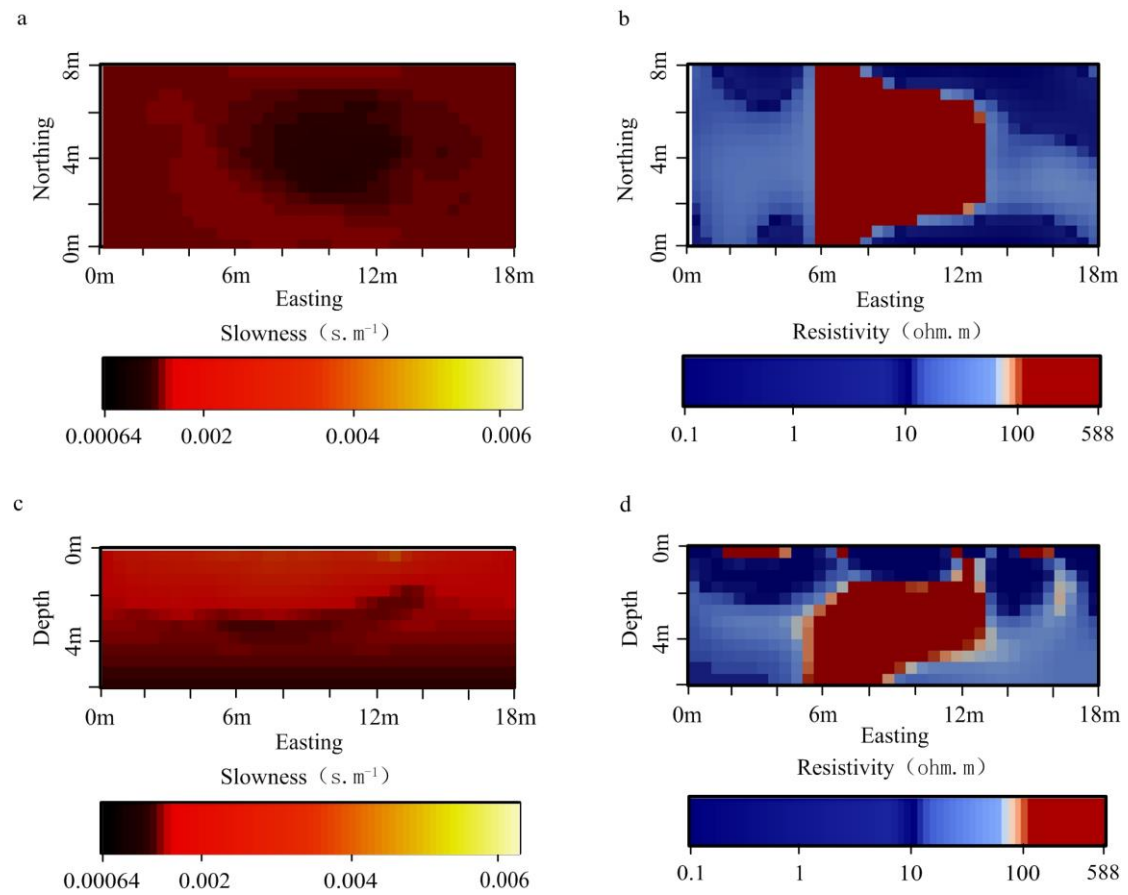 a
b
8m
4m
0m
Northing
0m
6m
12m
18m
Easting
8m
4m
0m
Northing
0m
6m
12m
18m
Easting
Slowness（s.m⁻¹）
0.00064
0.002
0.004
0.006
Resistivity（ohm.m）
0.1
1
10
100
588
c
d
0m
4m
Depth
0m
6m
12m
18m
Easting
0m
4m
Depth
0m
6m
12m
18m
Easting
Slowness（s.m⁻¹）
0.00064
0.002
0.004
0.006
Resistivity（ohm.m）
0.1
1
10
100
588